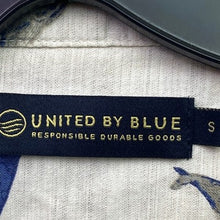 UNITED BY BLUE
RESPONSIBLE DURABLE GOODS
S